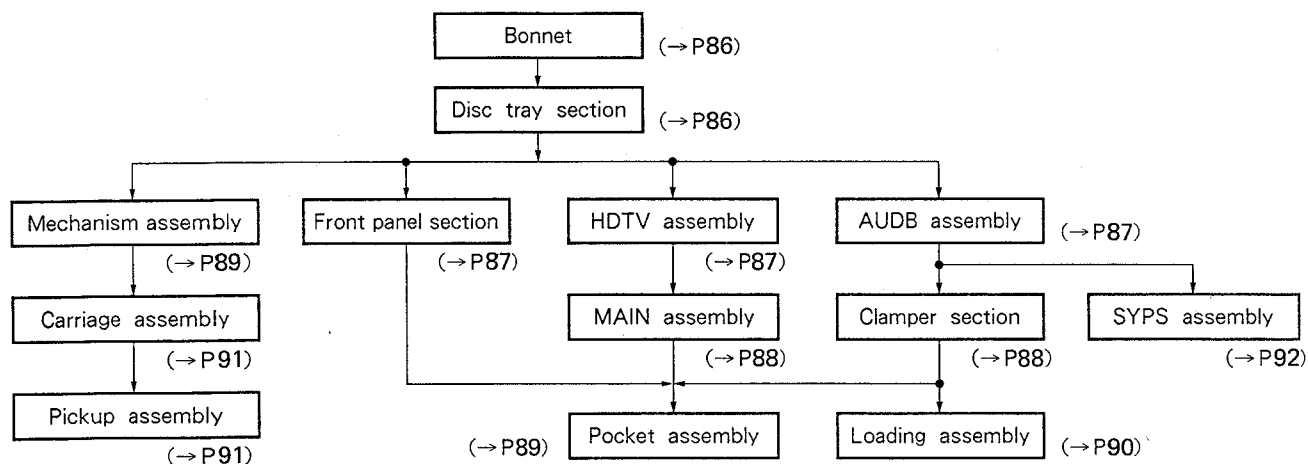 Bonnet
(→P86)
Disc tray section
(→P86)
Mechanism assembly
(→P89)
Front panel section
(→P87)
HDTV assembly
(→P87)
AUDB assembly
(→P87)
Carriage assembly
(→P91)
MAIN assembly
(→P88)
Clamper section
(→P88)
SYPS assembly
(→P92)
Pickup assembly
(→P91)
Pocket assembly
(→P89)
Loading assembly
(→P90)